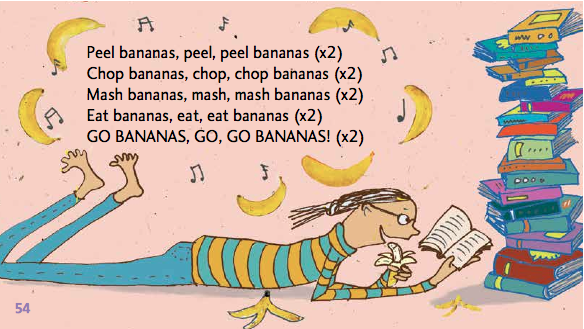 Peel bananas, peel, peel bananas (x2)
Chop bananas, chop, chop bananas (x2)
Mash bananas, mash, mash bananas (x2)
Eat bananas, eat, eat bananas (x2)
GO BANANAS, GO, GO BANANAS! (x2)
54